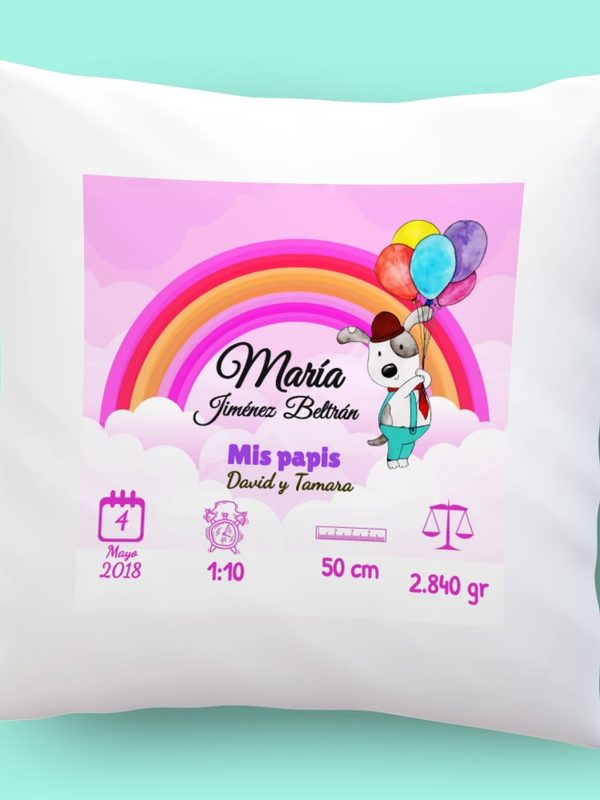 María
Jiménez Beltrán
Mis papis
David y Tamara
4
Mayo
2018
1:10
50 cm
2.840 gr